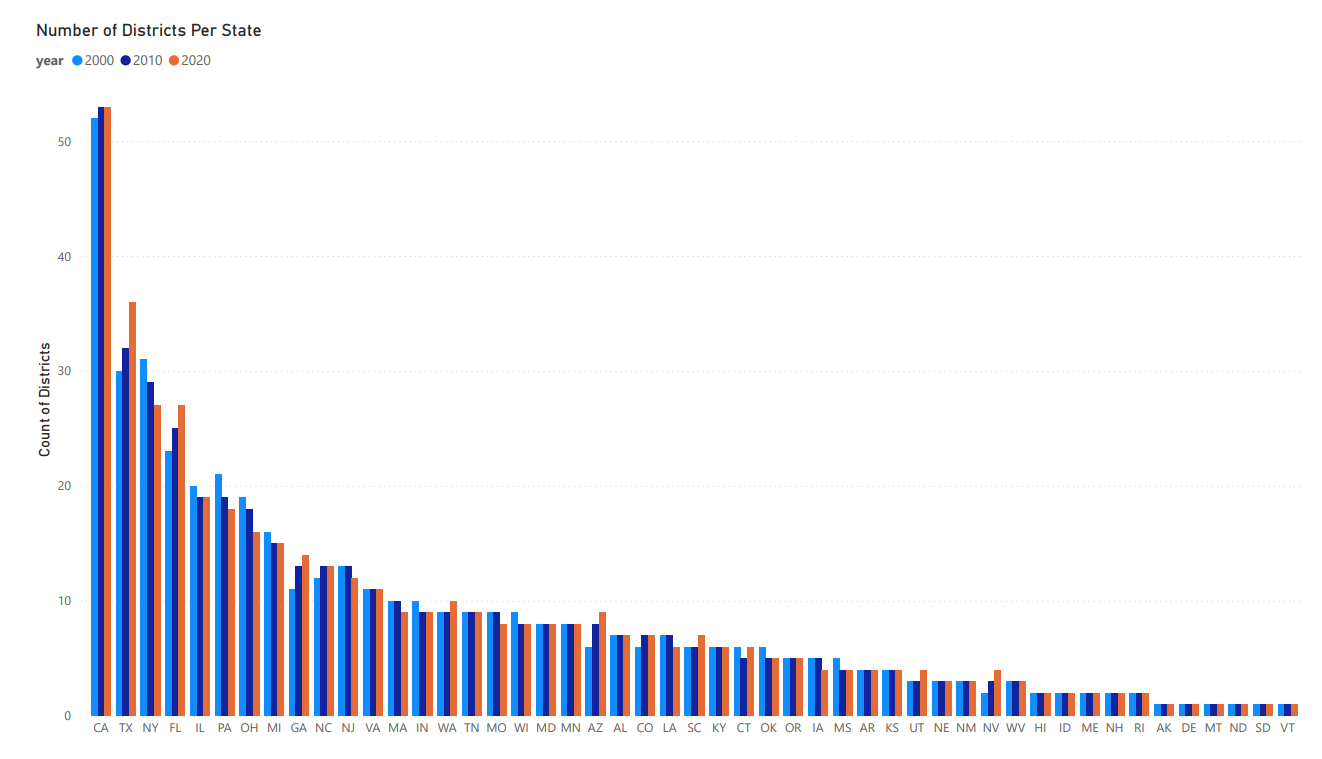 Number of Districts Per State
year 2000 2010 2020
Count of Districts
50
40
30
20
10
0
CA TX NY FL IL PA OH MI GA NC NJ VA MA IN WA TN MO WI MD MN AZ AL CO LA SC KY CT OK OR IA MS AR KS UT NE NM NV WV HI ID ME NH RI AK DE MT ND SD VT